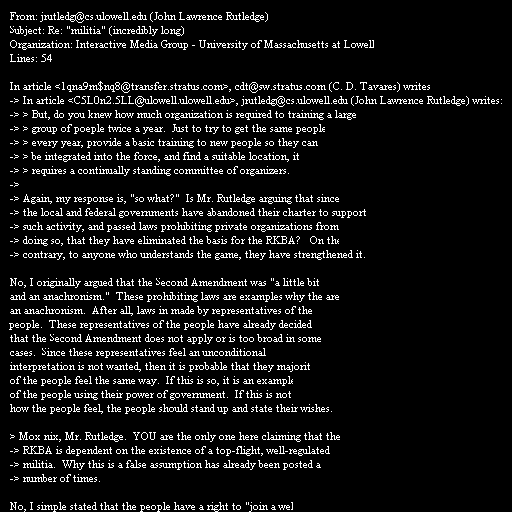 From: jrutledg@cs.ulowell.edu (John Lawrence Rutledge)
Subject: Re: "militia" (incredibly long)
Organization: Interactive Media Group - University of Massachusetts at Lowell
Lines: 54

In article <1qna9m$nq8@transfer.stratus.com>, cdt@sw.stratus.com (C. D. Tavares) writes
-> In article <C5L0n2.5LL@ulowell.ulowell.edu>, jrutledg@cs.ulowell.edu (John Lawrence Rutledge) writes:
-> > But, do you knew how much organization is required to training a large
-> > group of poeple twice a year.  Just to try to get the same people
-> > every year, provide a basic training to new people so they can
-> > be integrated into the force, and find a suitable location, it
-> > requires a continually standing committee of organizers.
->
-> Again, my response is, "so what?"  Is Mr. Rutledge arguing that since
-> the local and federal governments have abandoned their charter to support
-> such activity, and passed laws prohibiting private organizations from
-> doing so, that they have eliminated the basis for the RKBA?   On the
-> contrary, to anyone who understands the game, they have strengthened it.

No, I originally argued that the Second Amendment was "a little bit
and an anachronism."  These prohibiting laws are examples why the are
an anachronism.  After all, laws in made by representatives of the
people.  These representatives of the people have already decided
that the Second Amendment does not apply or is too broad in some
cases.  Since these representatives feel an unconditional
interpretation is not wanted, then it is probable that they majorit
of the people feel the same way.  If this is so, it is an example
of the people using their power of government.  If this is not
how the people feel, the people should stand up and state their wishes.

> Mox nix, Mr. Rutledge.  YOU are the only one here claiming that the
-> RKBA is dependent on the existence of a top-flight, well-regulated
-> militia.  Why this is a false assumption has already been posted a
-> number of times.

No, I simple stated that the people have a right to "join a wel